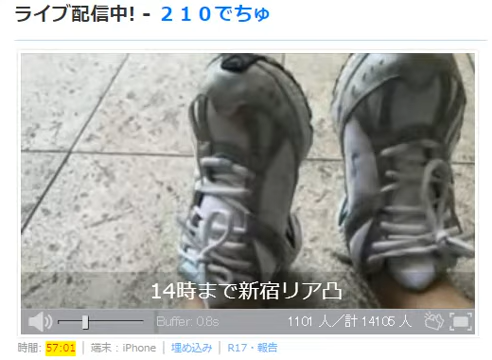 ライブ配信中! - ２１０でちゅ
14時まで新宿リア凸
Buffer: 0.8s 1101 人／計 14105 人
時間: 57:01 | 端末：iPhone | 埋め込み | R17・報告